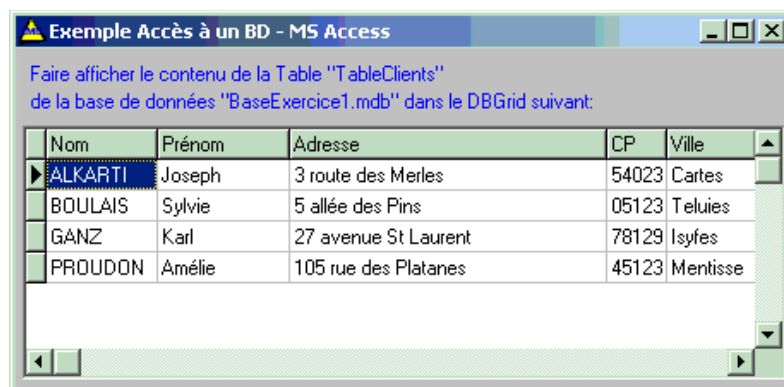 Exemple Accès à un BD - MS Access
Faire afficher le contenu de la Table "TableClients"
de la base de données "BaseExercice1.mdb" dans le DBGrid suivant:
Nom Prénom Adresse CP Ville
ALKARTI Joseph 3 route des Merles 54023 Cartes
BOULAIS Sylvie 5 allée des Pins 05123 Teluies
GANZ Karl 27 avenue St Laurent 78129 Isyfes
PROUDON Amélie 105 rue des Platanes 45123 Mentisse